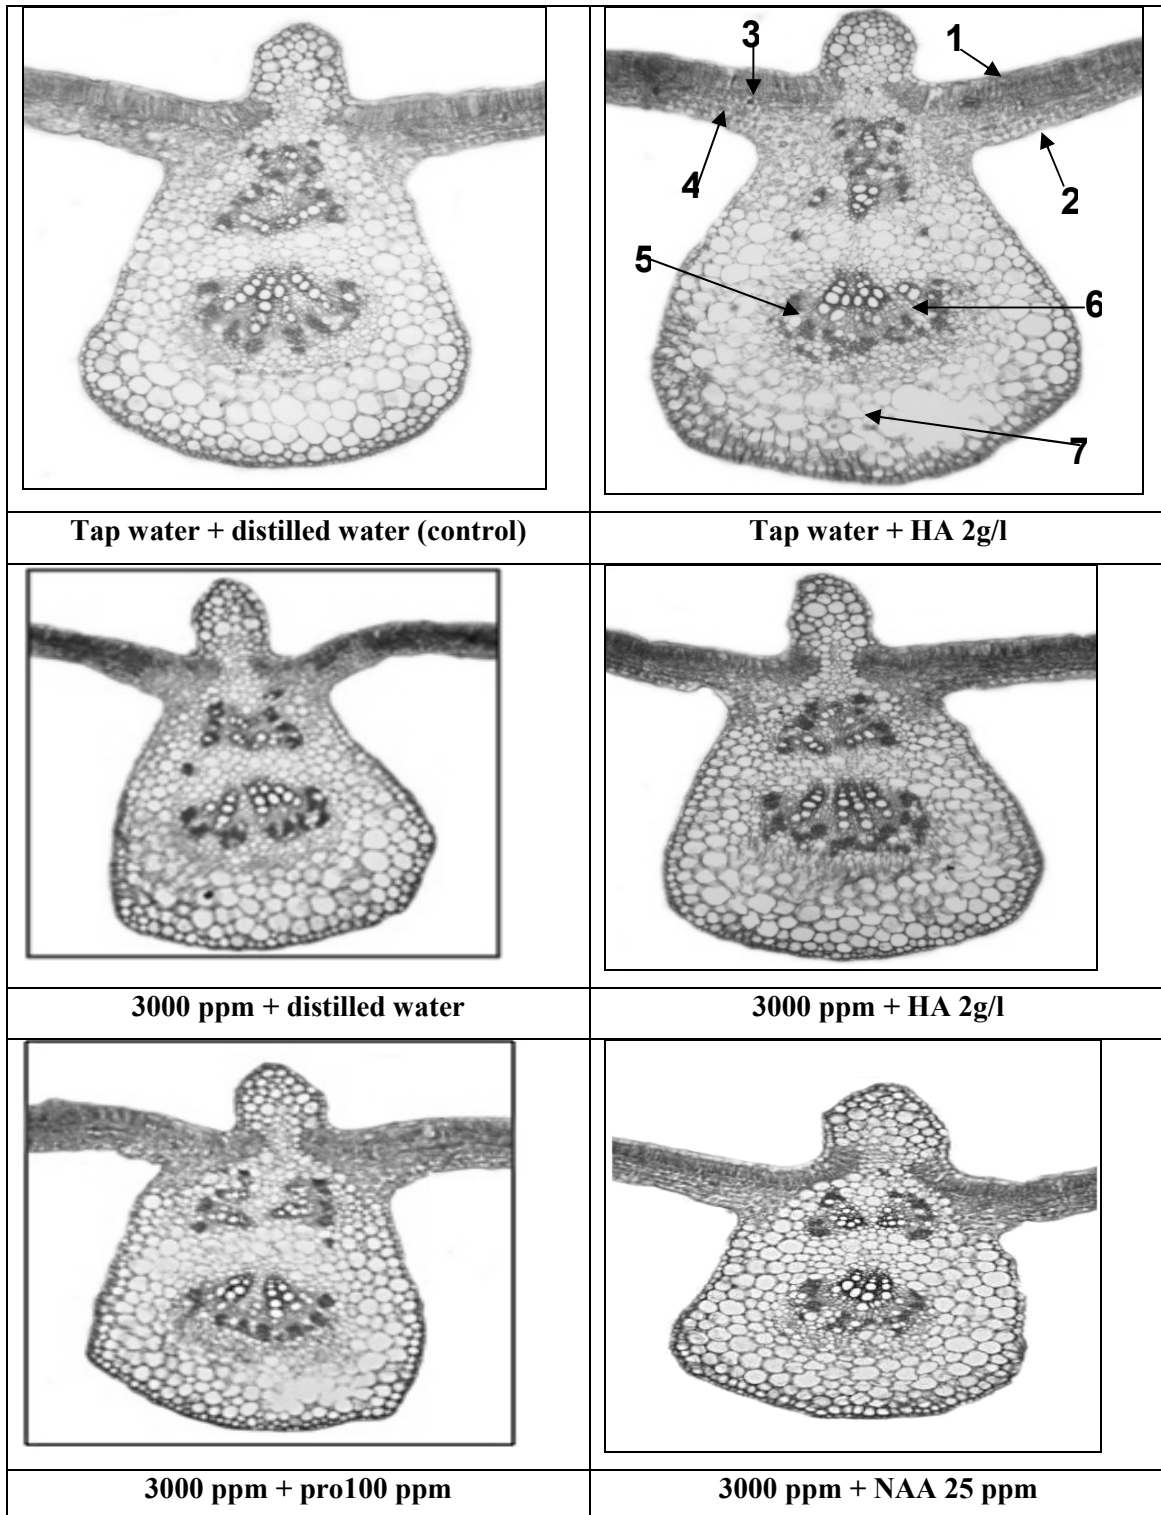 3
1
4
2
5
6
7
Tap water + distilled water (control)
Tap water + HA 2g/l
3000 ppm + distilled water
3000 ppm + HA 2g/l
3000 ppm + pro100 ppm
3000 ppm + NAA 25 ppm